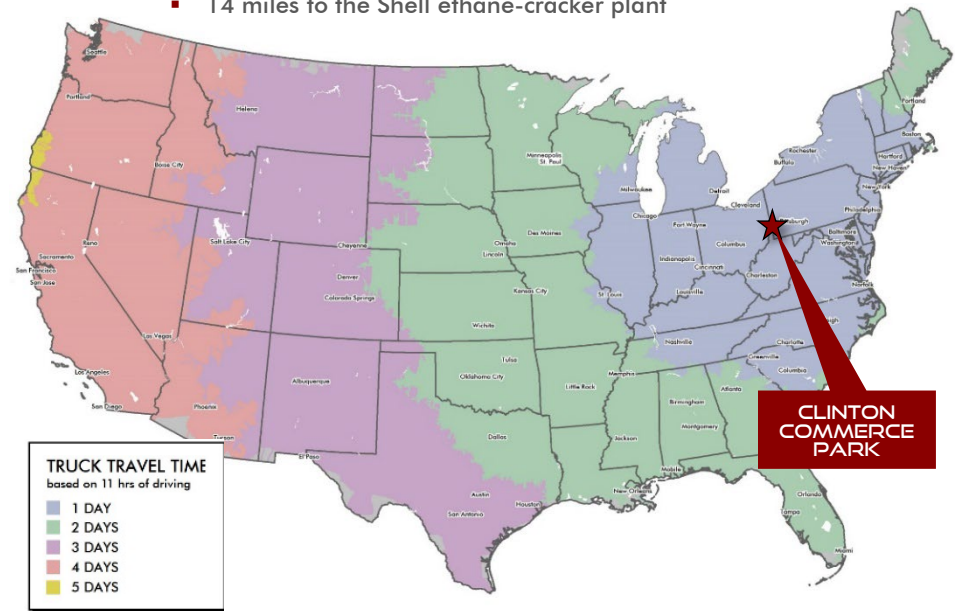 14 miles to the Shell ethane-cracker plant
Seattle
Portland
Helena
Boise City
Minneapolis
St. Paul
Portland
Rochester
Buffalo
Boston
Hartford
New Haven
New York
Milwaukee
Detroit
Cleveland
Chicago
Fort Wayne
Philadelphia
Columbus
Baltimore
Washington
Des Moines
Omaha
Lincoln
Salt Lake City
Cheyenne
Reno
Sacramento
San Francisco
San Jose
Denver
Colorado Springs
Indianapolis
Cincinnati
Charleston
Kansas City
St. Louis
Louisville
Norfolk
Wichita
Las Vegas
Nashville
Charlotte
Greenville
Columbia
Tulsa
Oklahoma City
Memphis
Little Rock
Albuquerque
Los Angeles
San Diego
Phoenix
Tucson
Atlanta
Birmingham
Montgomery
Jackson
Dallas
El Paso
Mobile
New Orleans
Austin
Houston
San Antonio
Orlando
Tampa
Miami
CLINTON
COMMERCE
PARK
TRUCK TRAVEL TIME
based on 11 hrs of driving
1 DAY
2 DAYS
3 DAYS
4 DAYS
5 DAYS